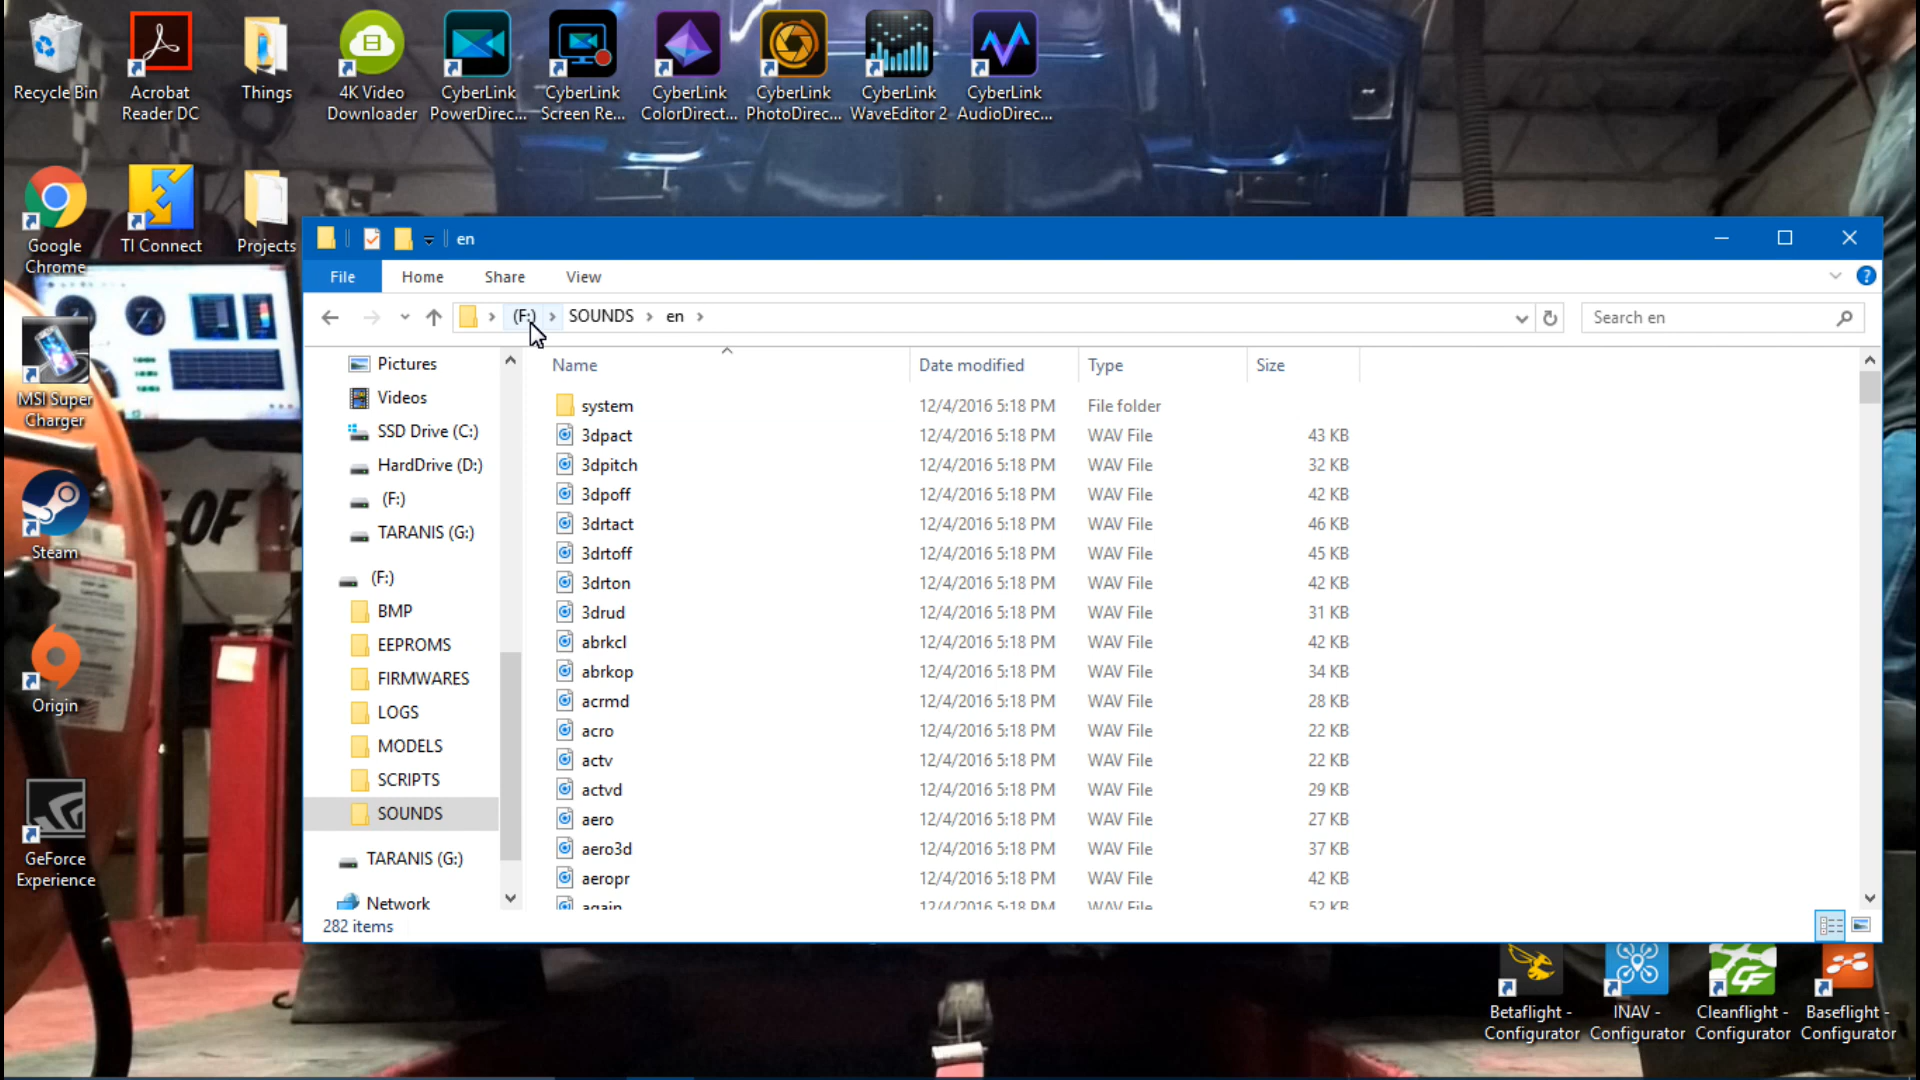 Recycle Bin
Acrobat
Reader DC
Things
4K Video
Downloader
CyberLink
PowerDirec...
CyberLink
Screen Re...
CyberLink
ColorDirect...
CyberLink
PhotoDirec...
CyberLink
WaveEditor 2
CyberLink
AudioDirec...
Google
Chrome
TI Connect
Projects
MSI Super
Charger
Steam
Origin
GeForce
Experience
OF
en
File
Home
Share
View
(F:)
SOUNDS
en
Search en
Pictures
Videos
SSD Drive (C:)
HardDrive (D:)
(F:)
TARANIS (G:)
(F:)
BMP
EEPROMS
FIRMWARES
LOGS
MODELS
SCRIPTS
SOUNDS
TARANIS (G:)
Network
Name Date modified Type Size
system 12/4/2016 5:18 PM File folder
3dpact 12/4/2016 5:18 PM WAV File 43 KB
3dpitch 12/4/2016 5:18 PM WAV File 32 KB
3dpoff 12/4/2016 5:18 PM WAV File 42 KB
3drtact 12/4/2016 5:18 PM WAV File 46 KB
3drtoff 12/4/2016 5:18 PM WAV File 45 KB
3drton 12/4/2016 5:18 PM WAV File 42 KB
3drud 12/4/2016 5:18 PM WAV File 31 KB
abrkcl 12/4/2016 5:18 PM WAV File 42 KB
abrkop 12/4/2016 5:18 PM WAV File 34 KB
acrmd 12/4/2016 5:18 PM WAV File 28 KB
acro 12/4/2016 5:18 PM WAV File 22 KB
actv 12/4/2016 5:18 PM WAV File 22 KB
actvd 12/4/2016 5:18 PM WAV File 29 KB
aero 12/4/2016 5:18 PM WAV File 27 KB
aero3d 12/4/2016 5:18 PM WAV File 37 KB
aeropr 12/4/2016 5:18 PM WAV File 42 KB
again 12/4/2016 5:18 PM WAV File 52 KB
282 items
Betaflight -
Configurator
INAV -
Configurator
Cleanflight -
Configurator
Baseflight -
Configurator